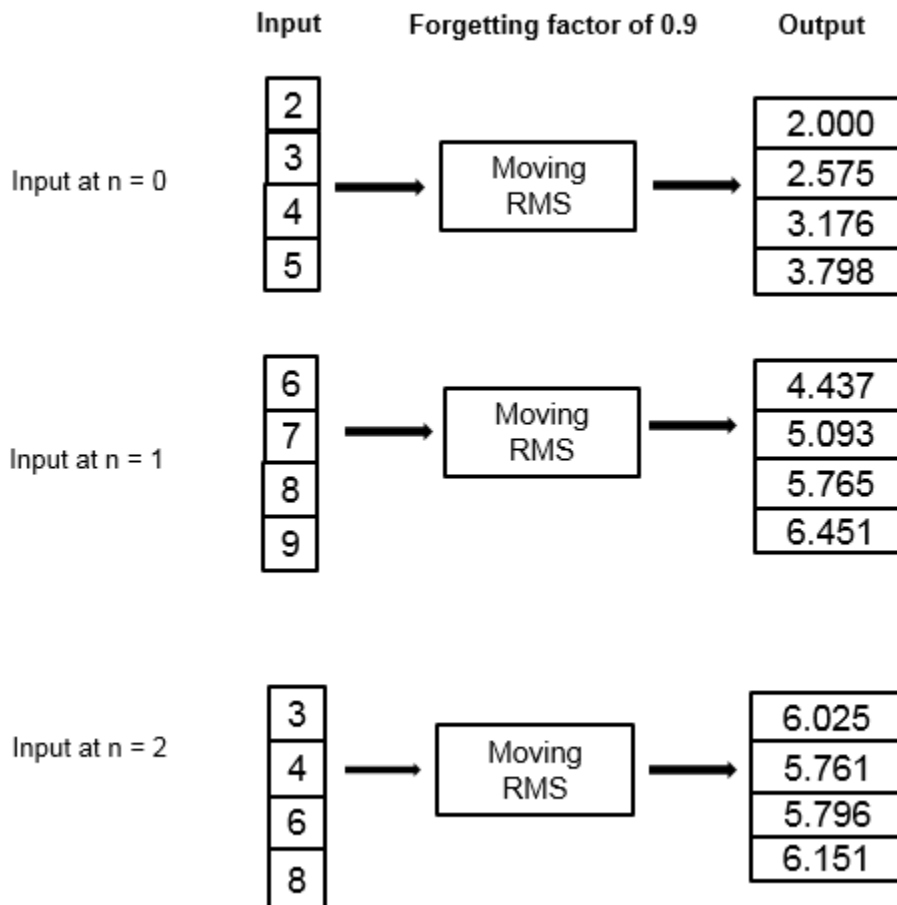 Input Forgetting factor of 0.9 Output
Input at n = 0
2
3
4
5
Moving
RMS
2.000
2.575
3.176
3.798
Input at n = 1
6
7
8
9
Moving
RMS
4.437
5.093
5.765
6.451
Input at n = 2
3
4
6
8
Moving
RMS
6.025
5.761
5.796
6.151